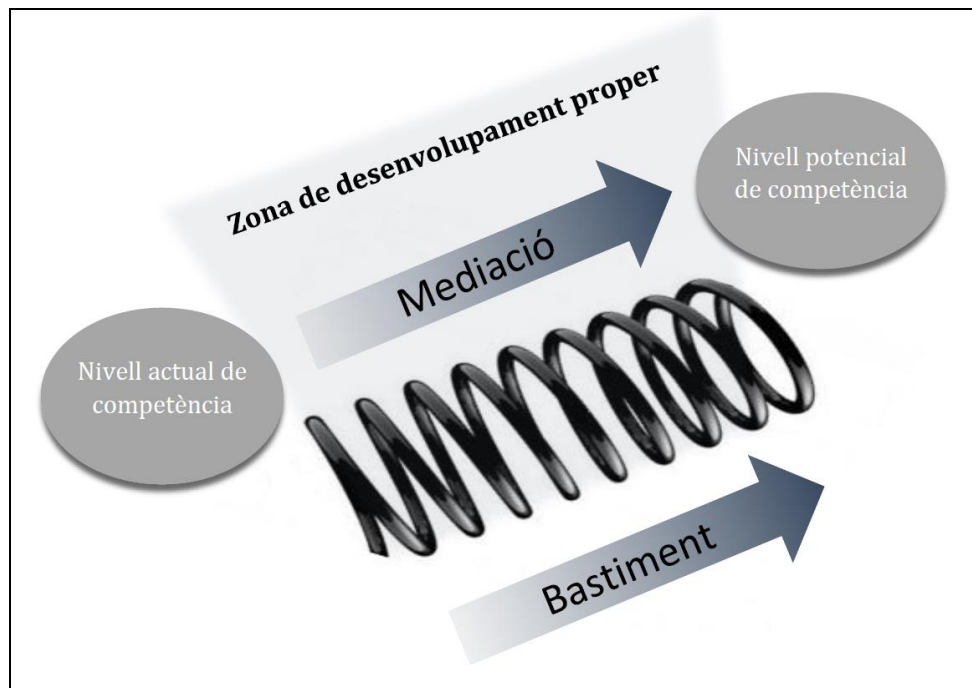 Zona de desenvolupament proper
Nivell potencial
de competència
Mediació
Nivell actual de
competència
Bastiment